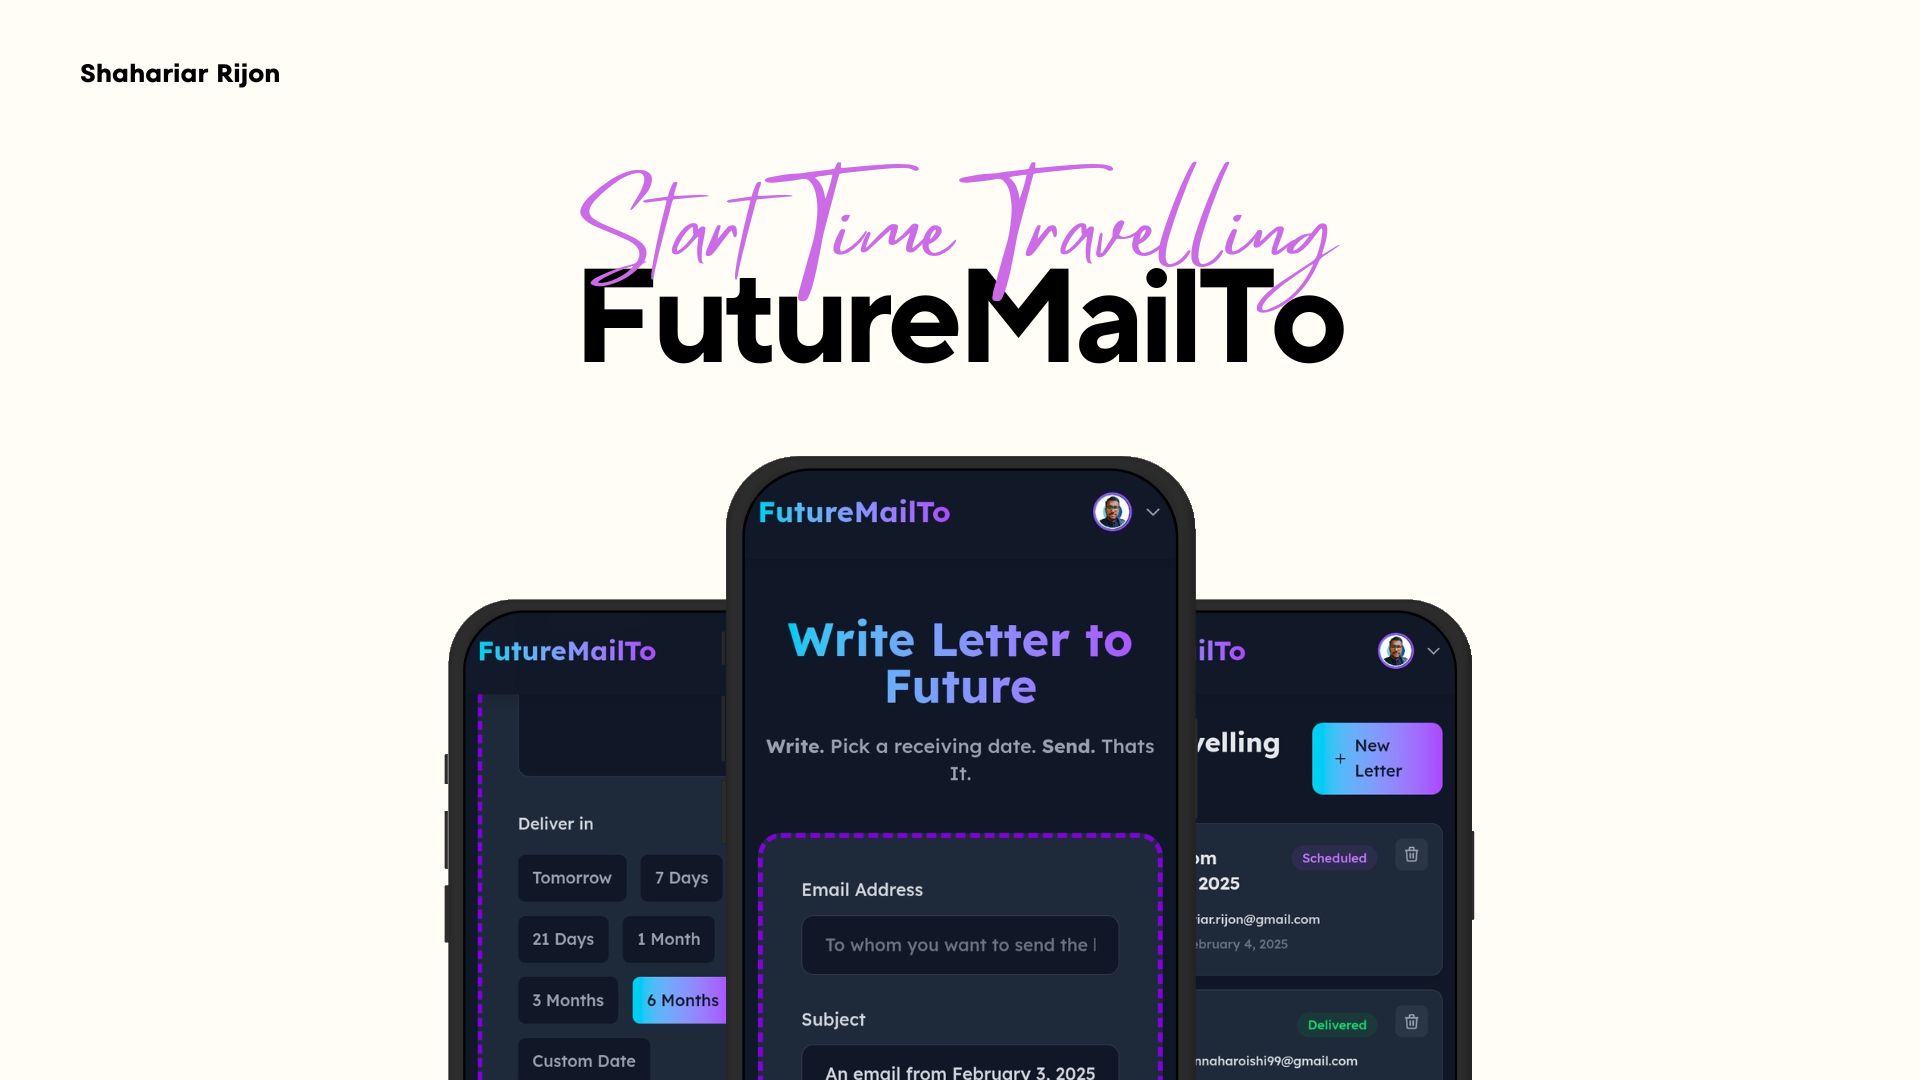 Shahariar Rijon
Start Time Travelling
FutureMailTo
FutureMailTo
Deliver in
Tomorrow
7 Days
21 Days
1 Month
3 Months
6 Months
Custom Date
FutureMailTo
Write Letter to
Future
Write. Pick a receiving date. Send. Thats
It.
Email Address
To whom you want to send the
Subject
An email from February 3, 2025
ilTo
velling
+ New
Letter
om
2025
Scheduled
iar.rijon@gmail.com
ebruary 4, 2025
Delivered
nnaharoishi99@gmail.com